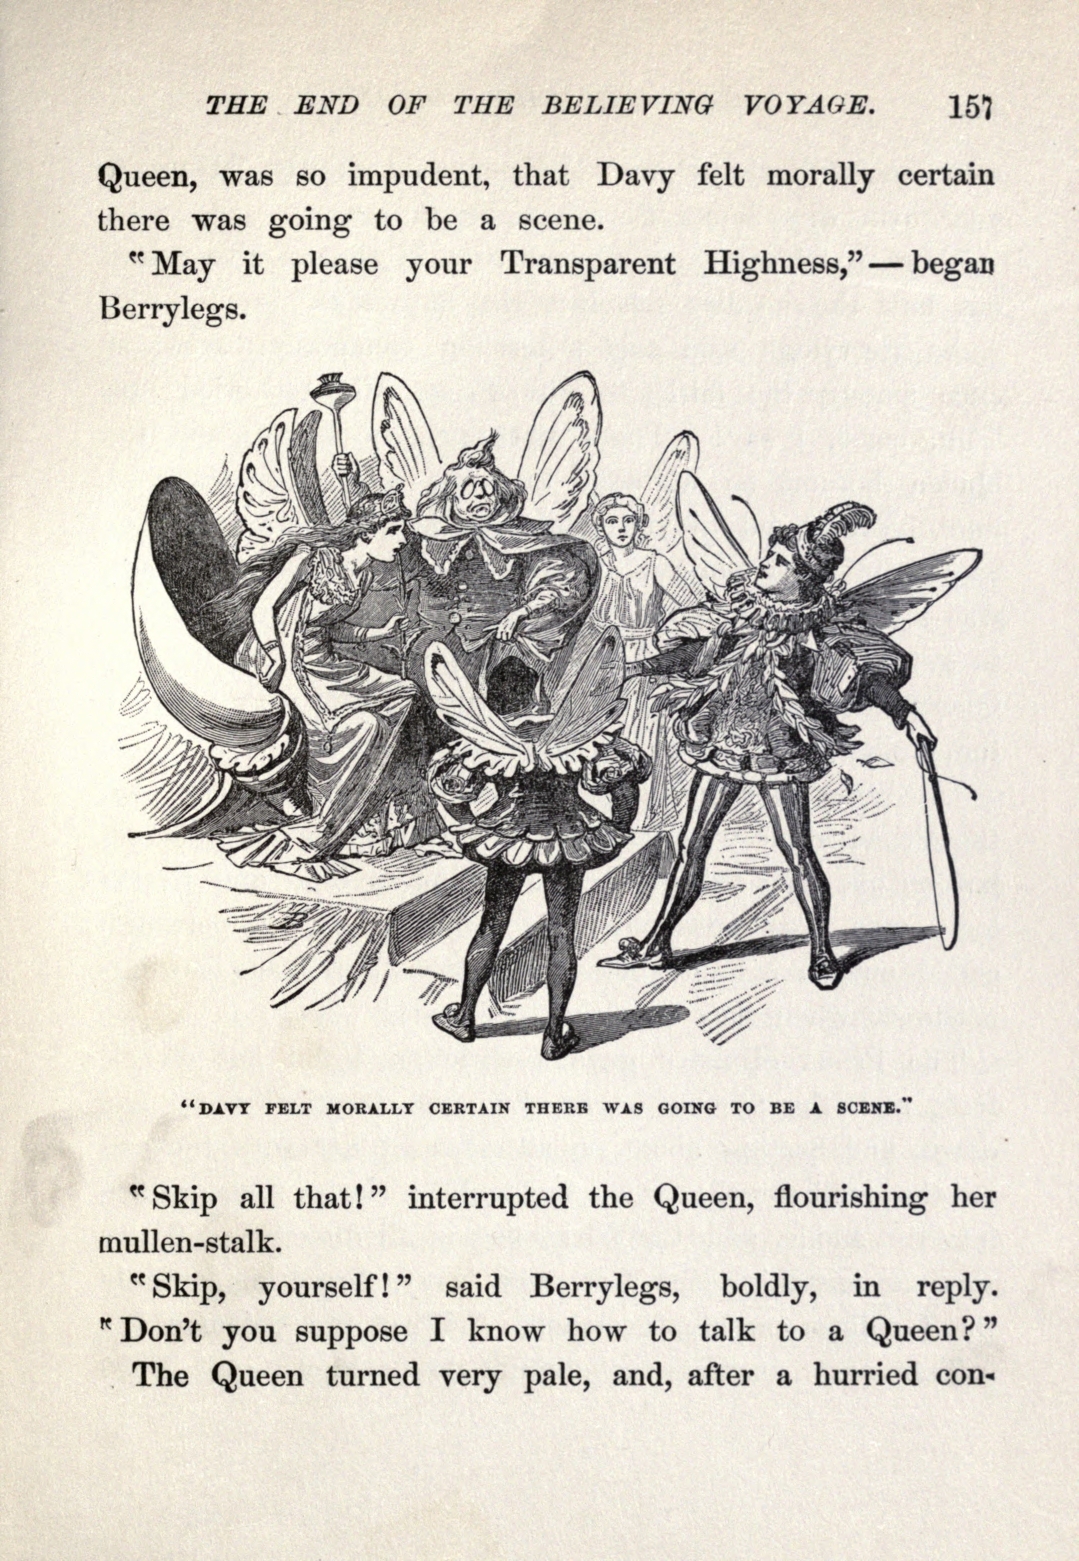 THE END OF THE BELIEVING VOYAGE. 157
Queen, was so impudent, that Davy felt morally certain
there was going to be a scene.
“May it please your Transparent Highness,”—began
Berrylegs.
“DAVY FELT MORALLY CERTAIN THERE WAS GOING TO BE A SCENE.”
“Skip all that!” interrupted the Queen, flourishing her
mullen-stalk.
“Skip, yourself!” said Berrylegs, boldly, in reply.
“Don’t you suppose I know how to talk to a Queen?”
The Queen turned very pale, and, after a hurried con-